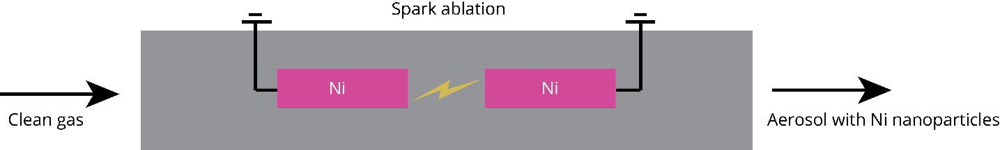 Spark ablation
Ni
Ni
Clean gas
Aerosol with Ni nanoparticles